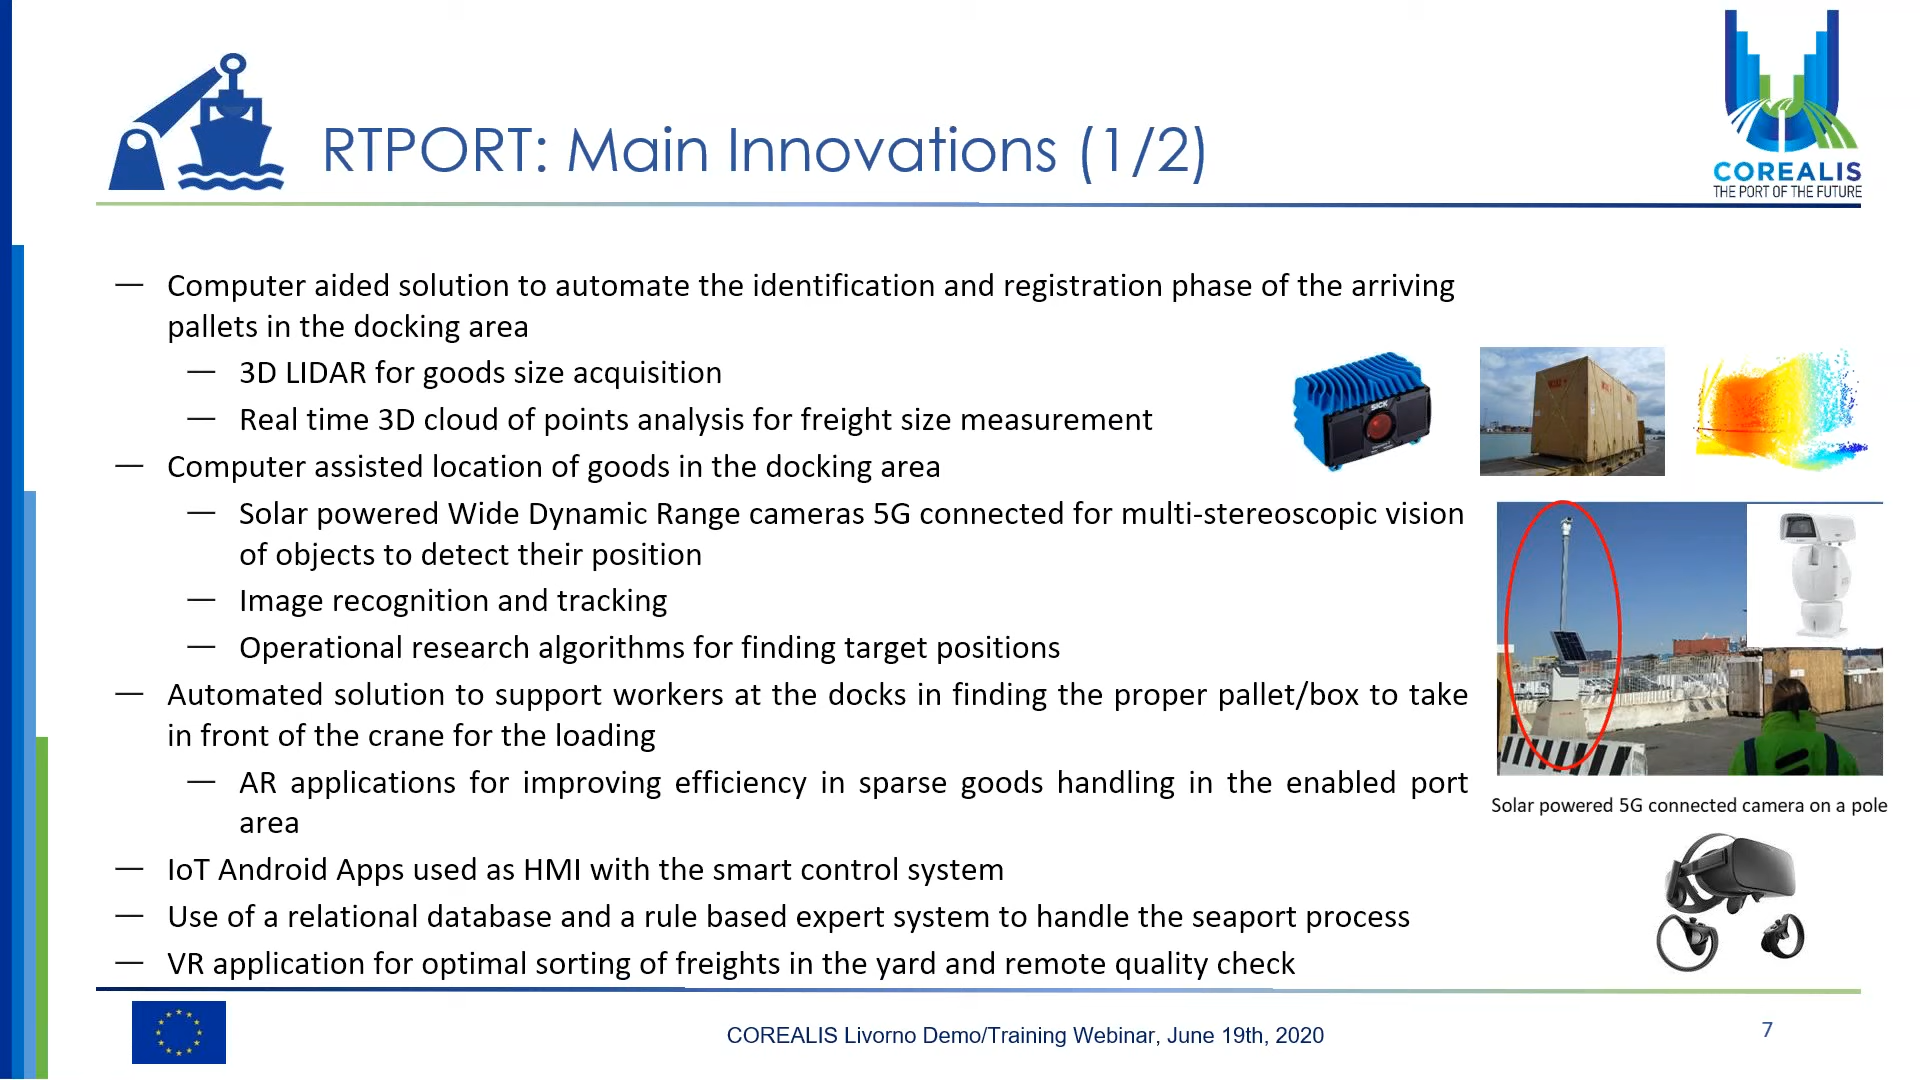 RTPORT: Main Innovations (1/2)
COREALIS
THE PORT OF THE FUTURE
— Computer aided solution to automate the identification and registration phase of the arriving
pallets in the docking area
— 3D LIDAR for goods size acquisition
— Real time 3D cloud of points analysis for freight size measurement
— Computer assisted location of goods in the docking area
— Solar powered Wide Dynamic Range cameras 5G connected for multi-stereoscopic vision
of objects to detect their position
— Image recognition and tracking
— Operational research algorithms for finding target positions
— Automated solution to support workers at the docks in finding the proper pallet/box to take
in front of the crane for the loading
— AR applications for improving efficiency in sparse goods handling in the enabled port
area
— IoT Android Apps used as HMI with the smart control system
— Use of a relational database and a rule based expert system to handle the seaport process
— VR application for optimal sorting of freights in the yard and remote quality check
SICK
Solar powered 5G connected camera on a pole
COREALIS Livorno Demo/Training Webinar, June 19th, 2020
7